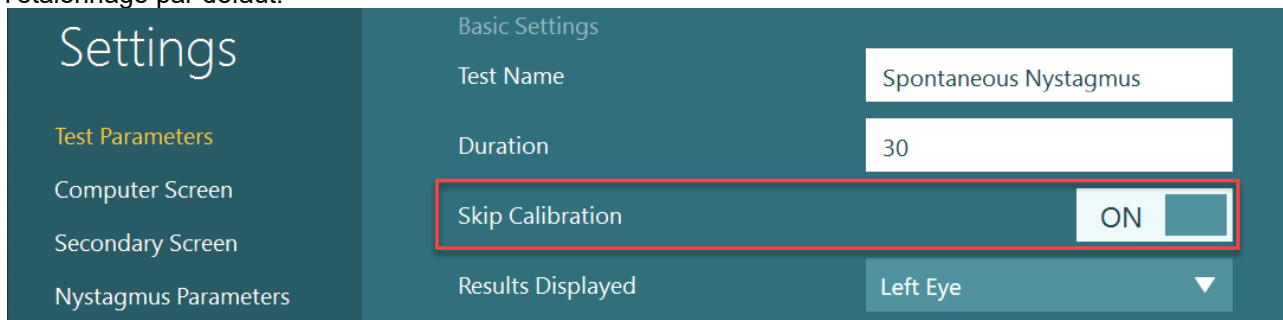 l'étalonnage par défaut.
Settings
Test Parameters
Computer Screen
Secondary Screen
Nystagmus Parameters
Basic Settings
Test Name
Spontaneous Nystagmus
Duration
30
Skip Calibration
ON
Results Displayed
Left Eye